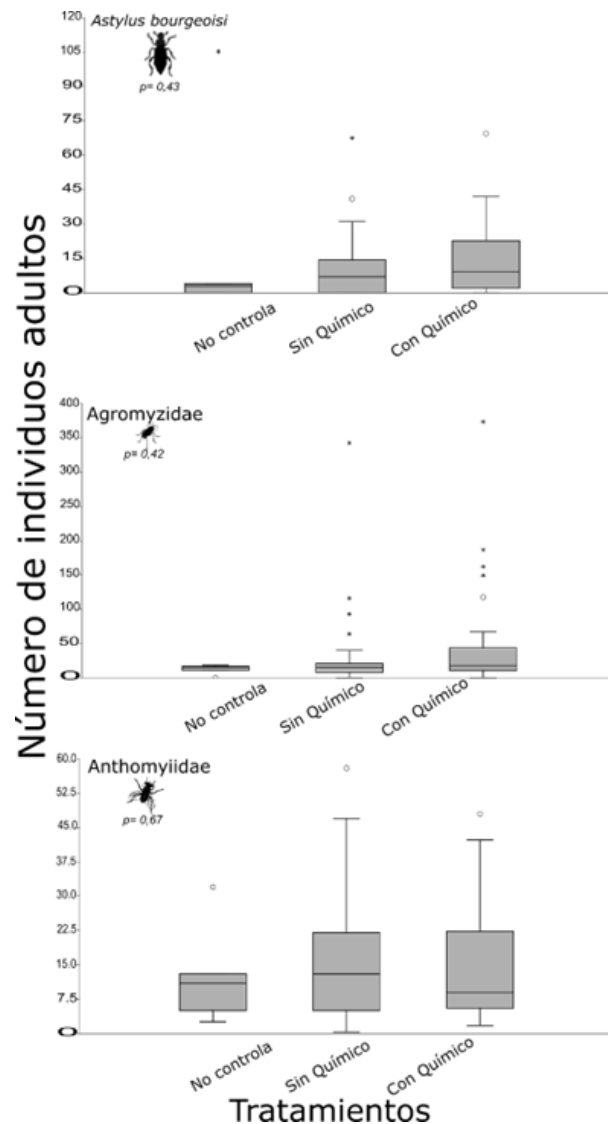 Número de individuos adultos
Astylus bourgeoisi
p= 0,43
120
105
90
75
60
45
30
15
0
No controla
Sin Químico
Con Químico
Agromyzidae
p= 0,42
400
350
300
250
200
150
100
50
0
No controla
Sin Químico
Con Químico
Anthomyiidae
p= 0,67
60.0
52.5
45.0
37.5
30.0
22.5
15.0
7.5
0
No controla
Sin Químico
Con Químico
Tratamientos